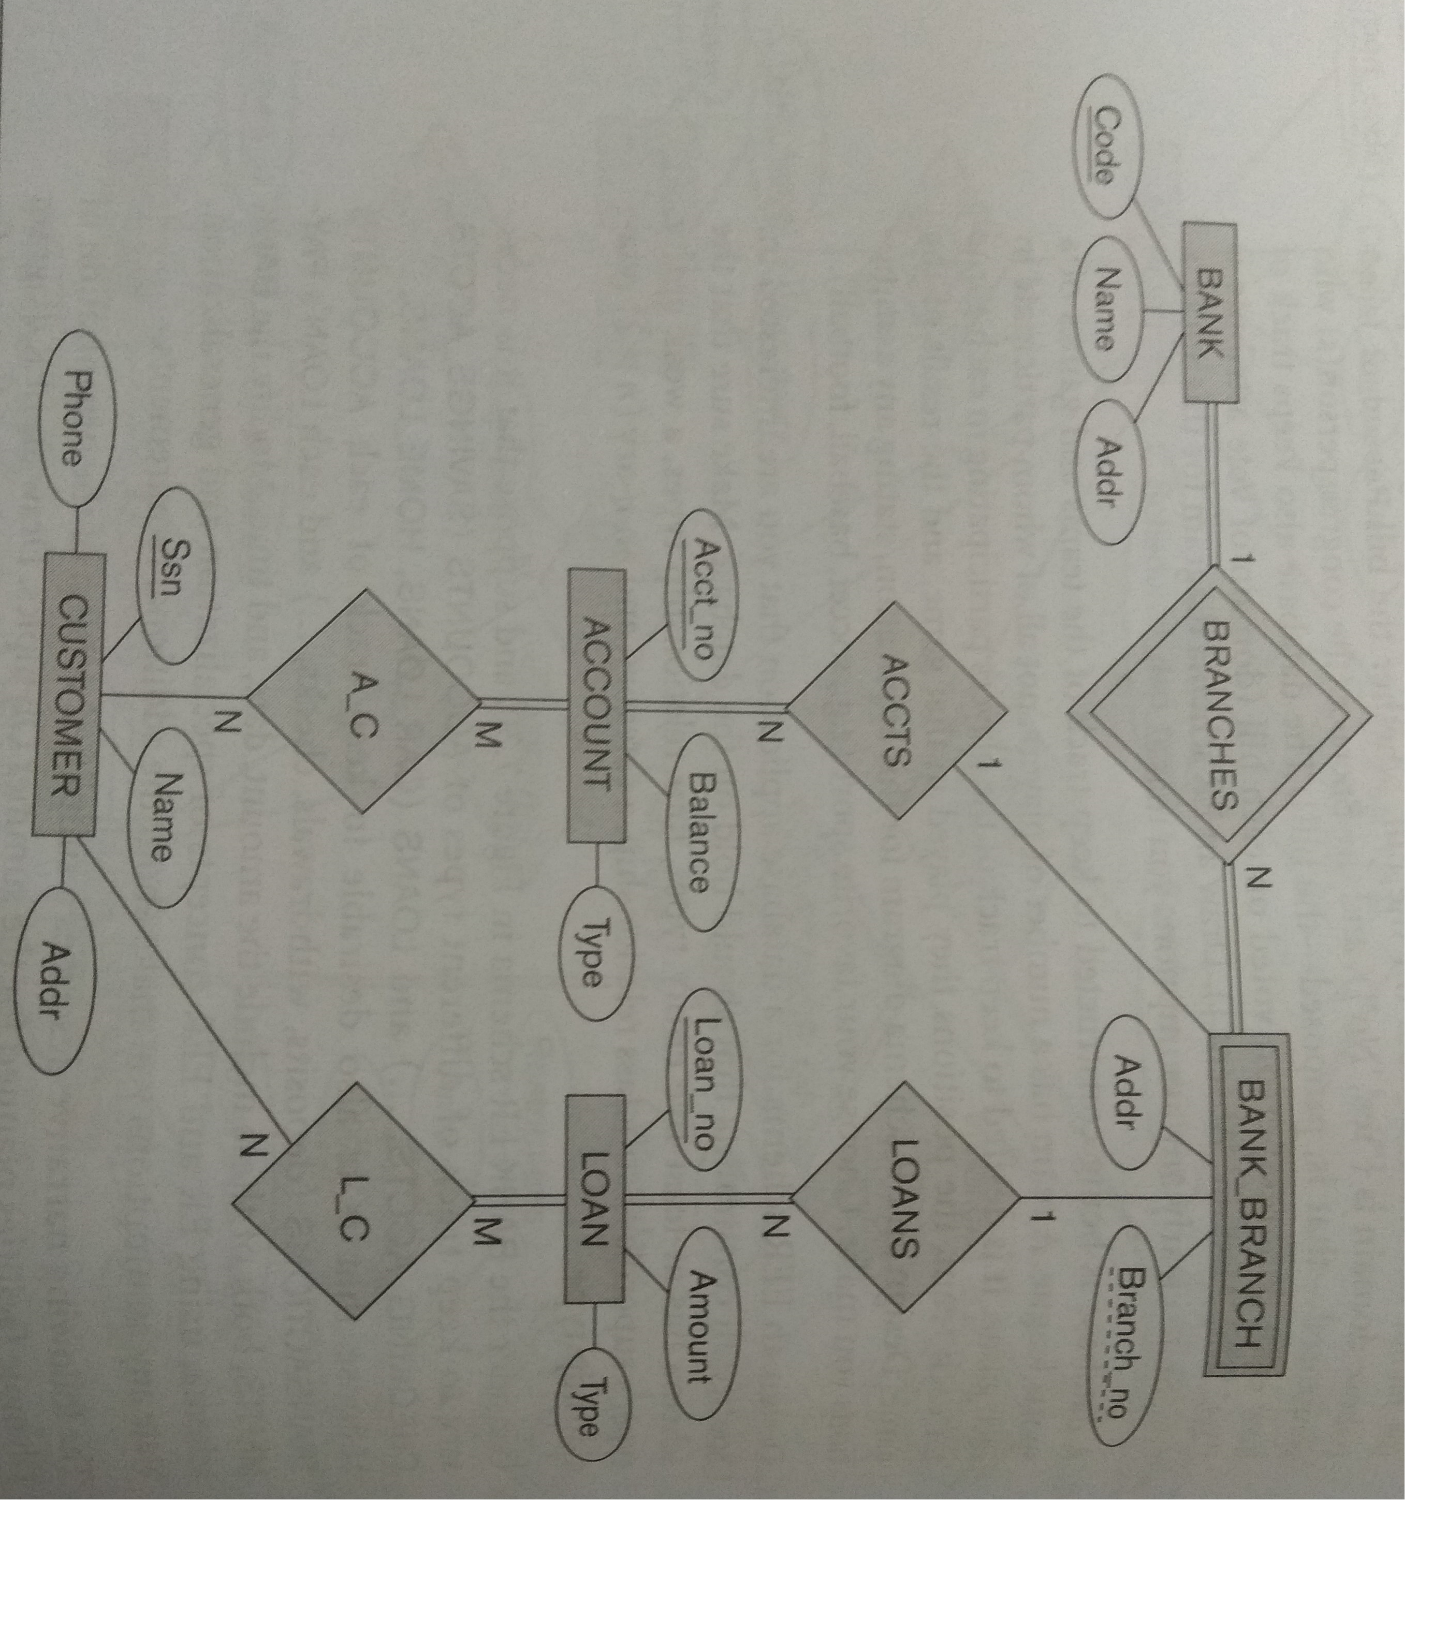 BANK
1
BRANCHES
N
BANK_BRANCH
Code
Name
Addr
Addr
Branch_no
1
ACCTS
N
1
LOANS
N
Acct_no
Balance
Loan_no
Amount
ACCOUNT
Type
LOAN
Type
M
A_C
N
M
L_C
N
Ssn
Name
Phone
CUSTOMER
Addr